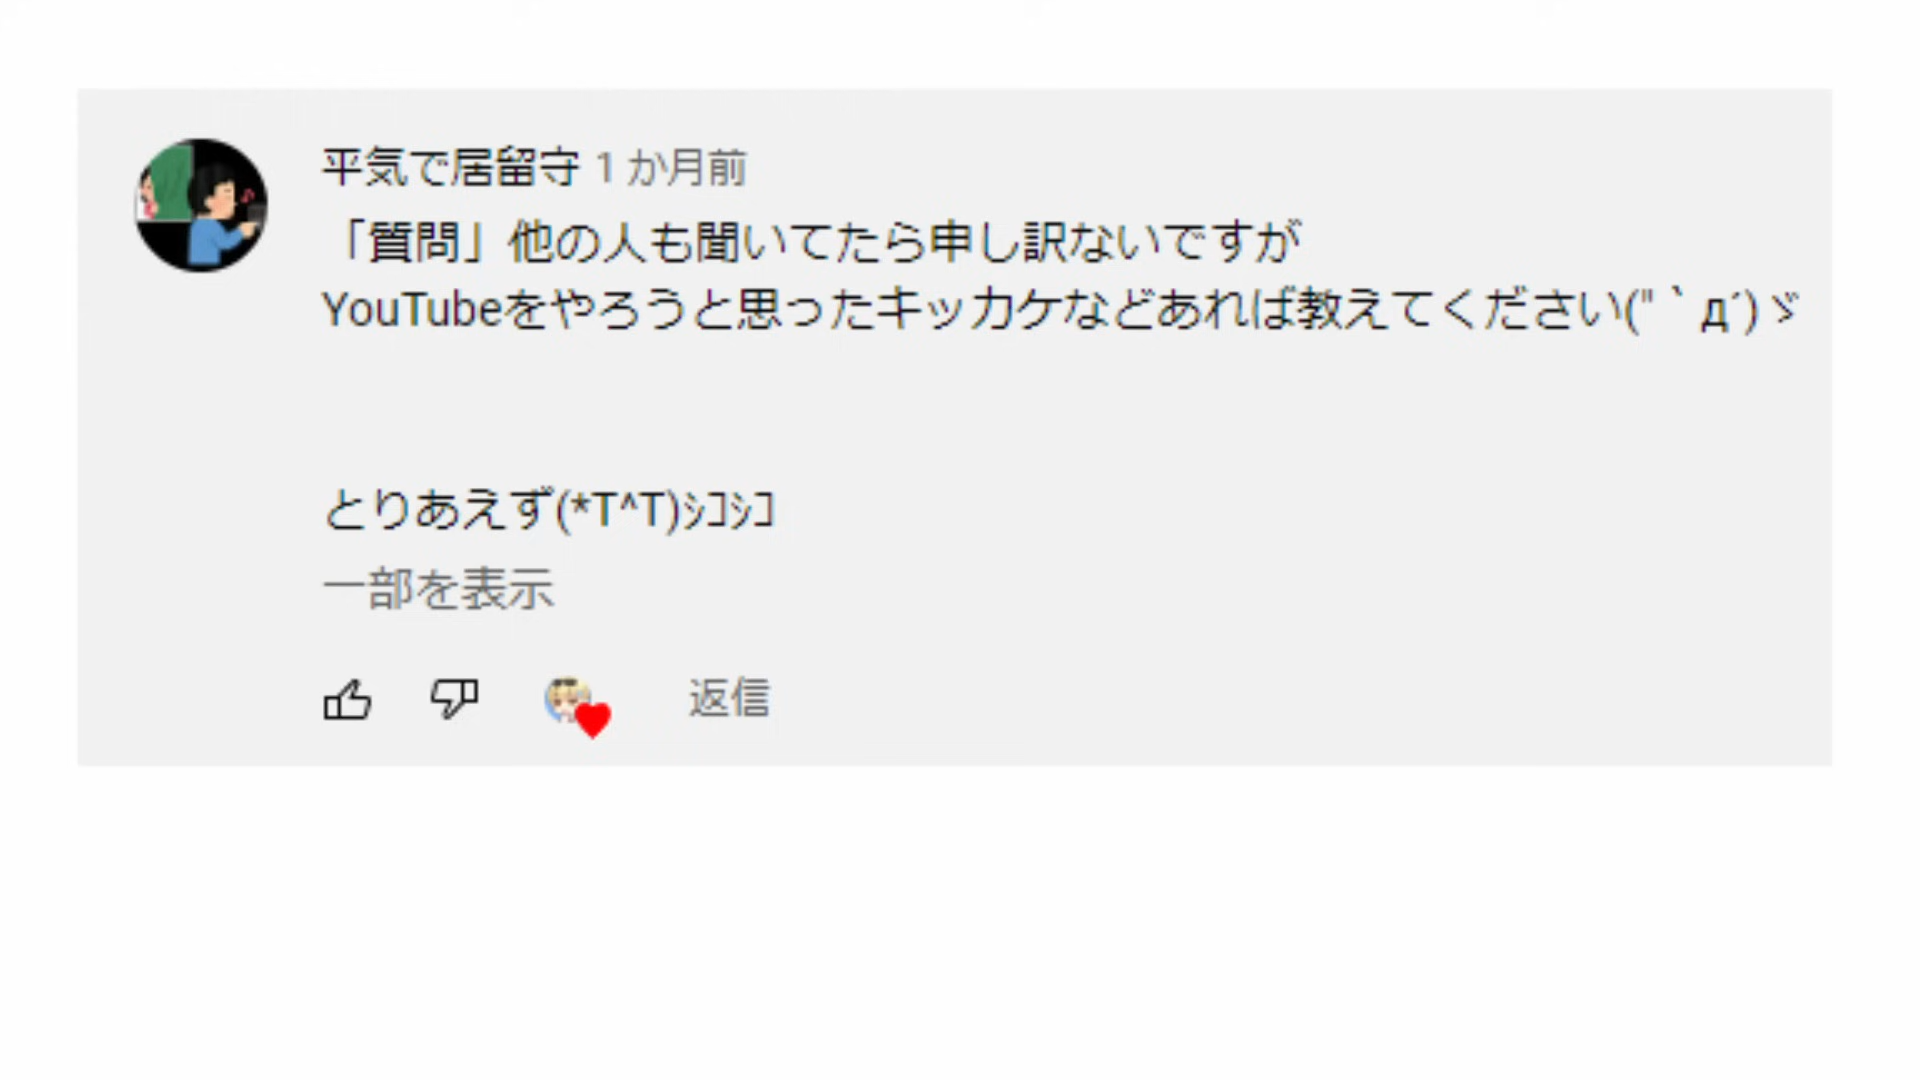 平気で居留守 1 か月前
「質問」他の人も聞いてたら申し訳ないですが
YouTubeをやろうと思ったキッカケなどあれば教えてください("｀д´)ゞ
とりあえず(*T^T)ｼｺｼｺ
一部を表示
返信